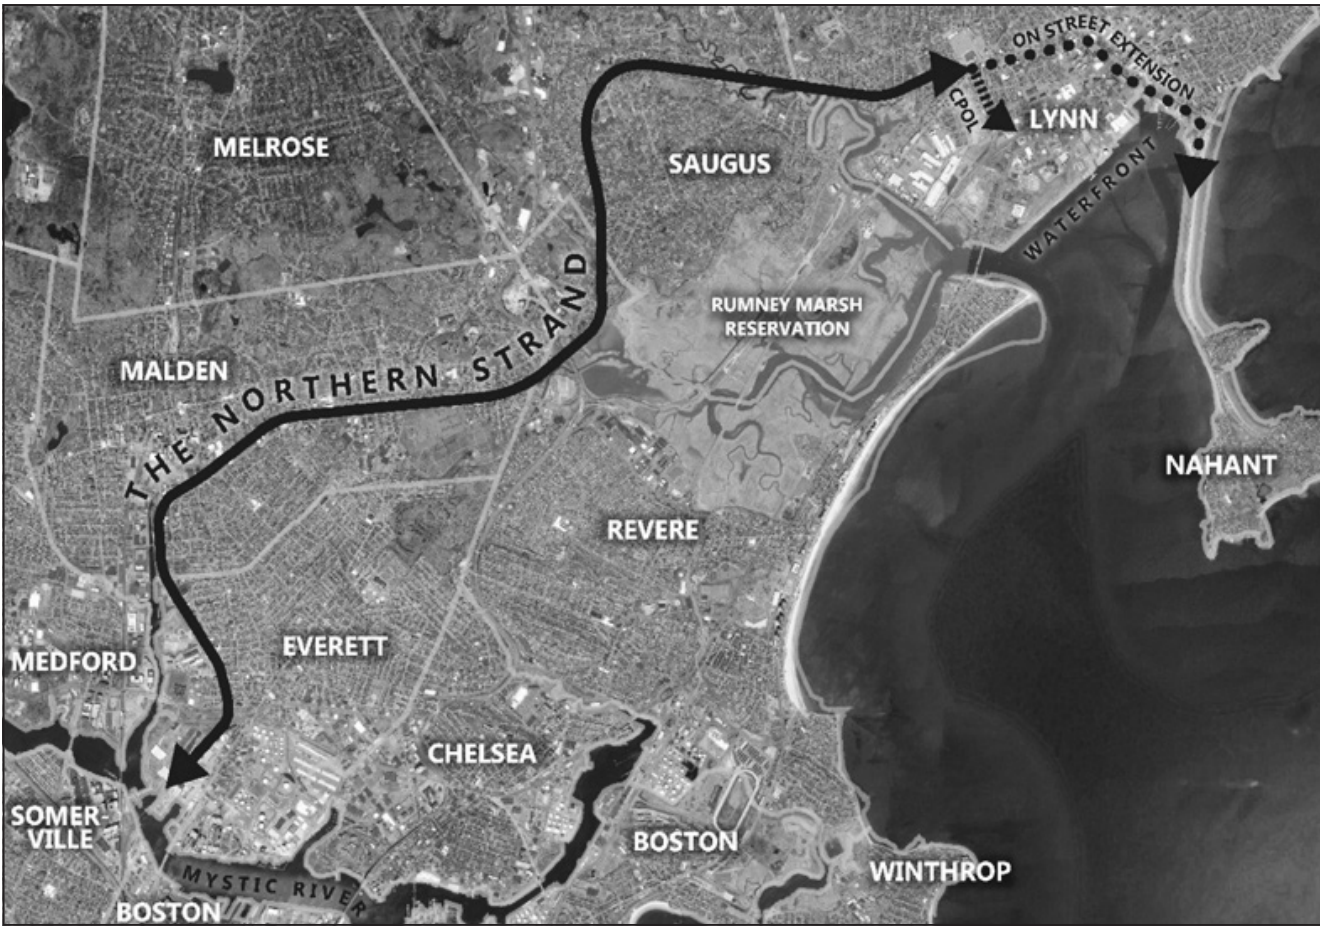 ON STREET EXTENSION
CPOL
LYNN
MELROSE
SAUGUS
WATERFRONT
RUMNEY MARSH
RESERVATION
MALDEN
THE NORTHERN STRAND
NAHANT
REVERE
EVERETT
MEDFORD
CHELSEA
SOMER-
VILLE
BOSTON
WINTHROP
MYSTIC RIVER
BOSTON